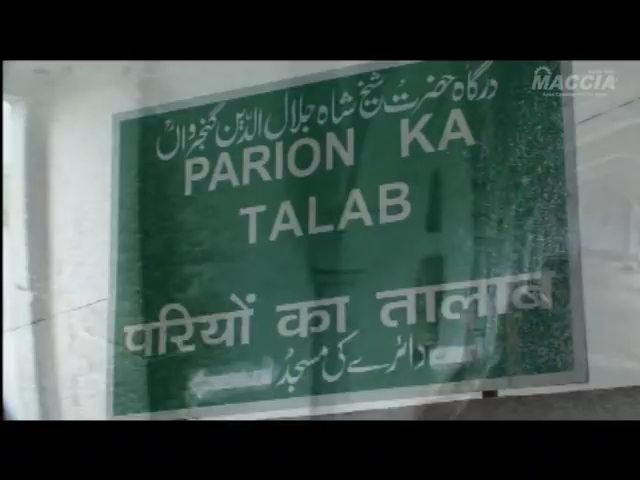 MACCIA
درگاہ حضرت شیخ شاہ جلال الدین گنجرواں
PARION KA
TALAB
परियों का तालाब
دائرے کی مسجد